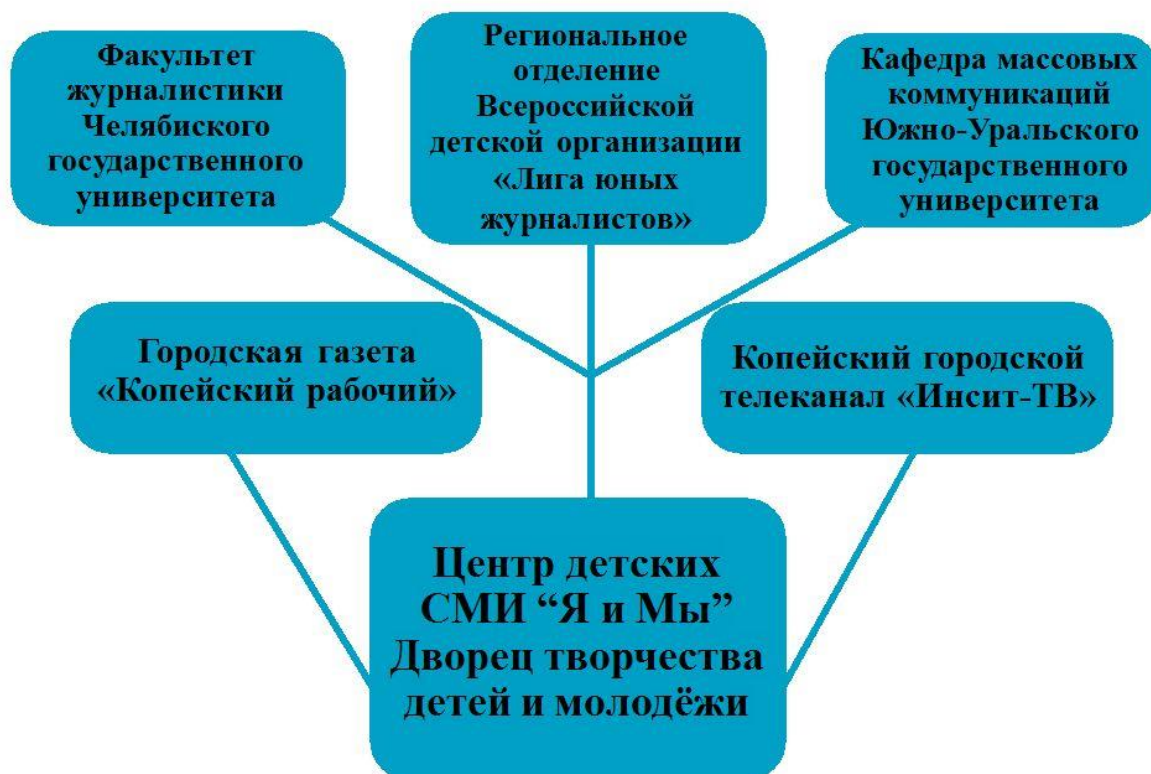 Факультет
журналистики
Челябиского
государственного
университета
Региональное
отделение
Всероссийской
детской организации
«Лига юных
журналистов»
Кафедра массовых
коммуникаций
Южно-Уральского
государственного
университета
Городская газета
«Копейский рабочий»
Копейский городской
телеканал «Инсит-ТВ»
Центр детских
СМИ “Я и Мы”
Дворец творчества
детей и молодёжи